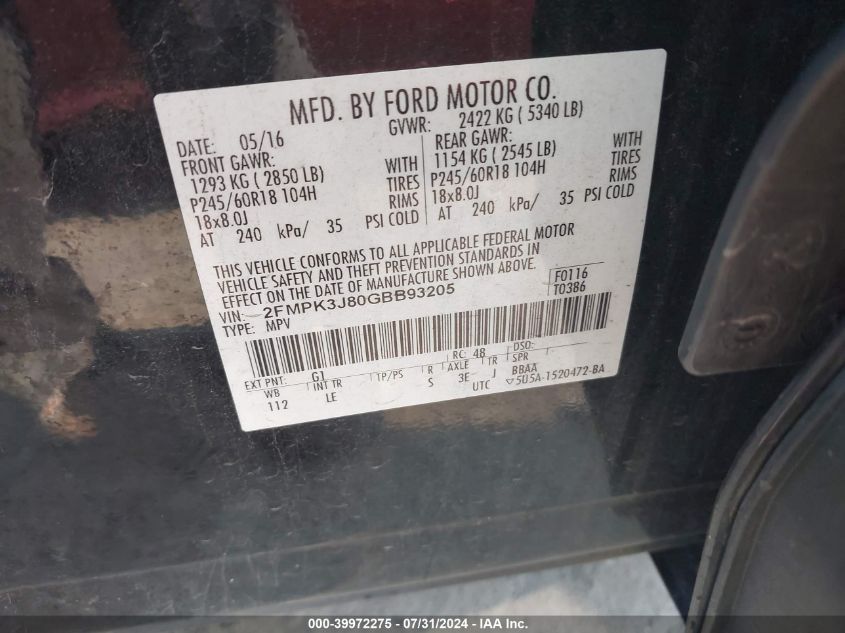 MFD. BY FORD MOTOR CO.
DATE: 05/16 GVWR: 2422 KG ( 5340 LB)
FRONT GAWR: REAR GAWR:
1293 KG ( 2850 LB) WITH 1154 KG ( 2545 LB) WITH
P245/60R18 104H TIRES P245/60R18 104H TIRES
18x8.0J RIMS 18x8.0J RIMS
AT 240 kPa/ 35 PSI COLD AT 240 kPa/ 35 PSI COLD
THIS VEHICLE CONFORMS TO ALL APPLICABLE FEDERAL MOTOR
VEHICLE SAFETY AND THEFT PREVENTION STANDARDS IN
EFFECT ON THE DATE OF MANUFACTURE SHOWN ABOVE.
VIN: 2FMPK3J80GBB93205 F0116
TYPE: MPV T0386
EXT PNT: G1 RC: 48 DSO:
WB INT TR TP/PS R AXLE TR SPR
112 LE S 3E J BBAA
UTC 5U5A-1520472-BA
000-39972275 - 07/31/2024 - © IAA, Inc.